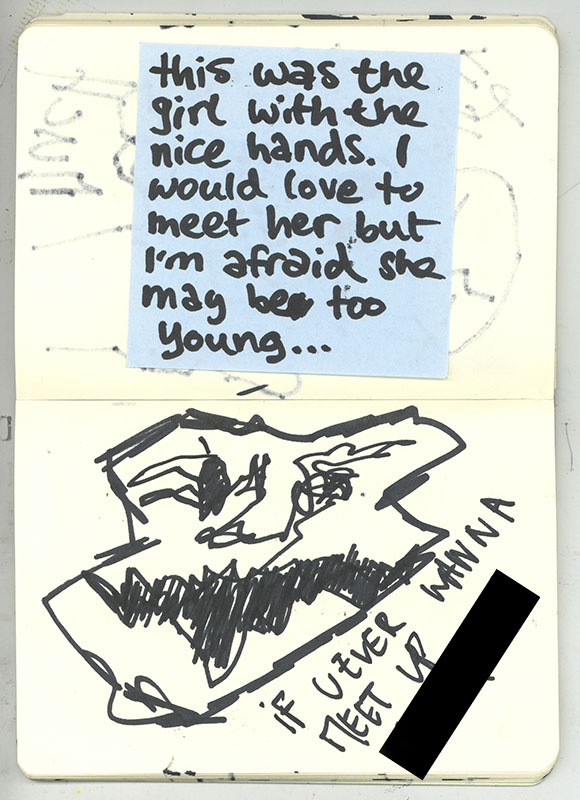 this was the
girl with the
nice hands. I
would love to
meet her but
I'm afraid she
may be too
young...
iF U EVER WANNA
MEET UP